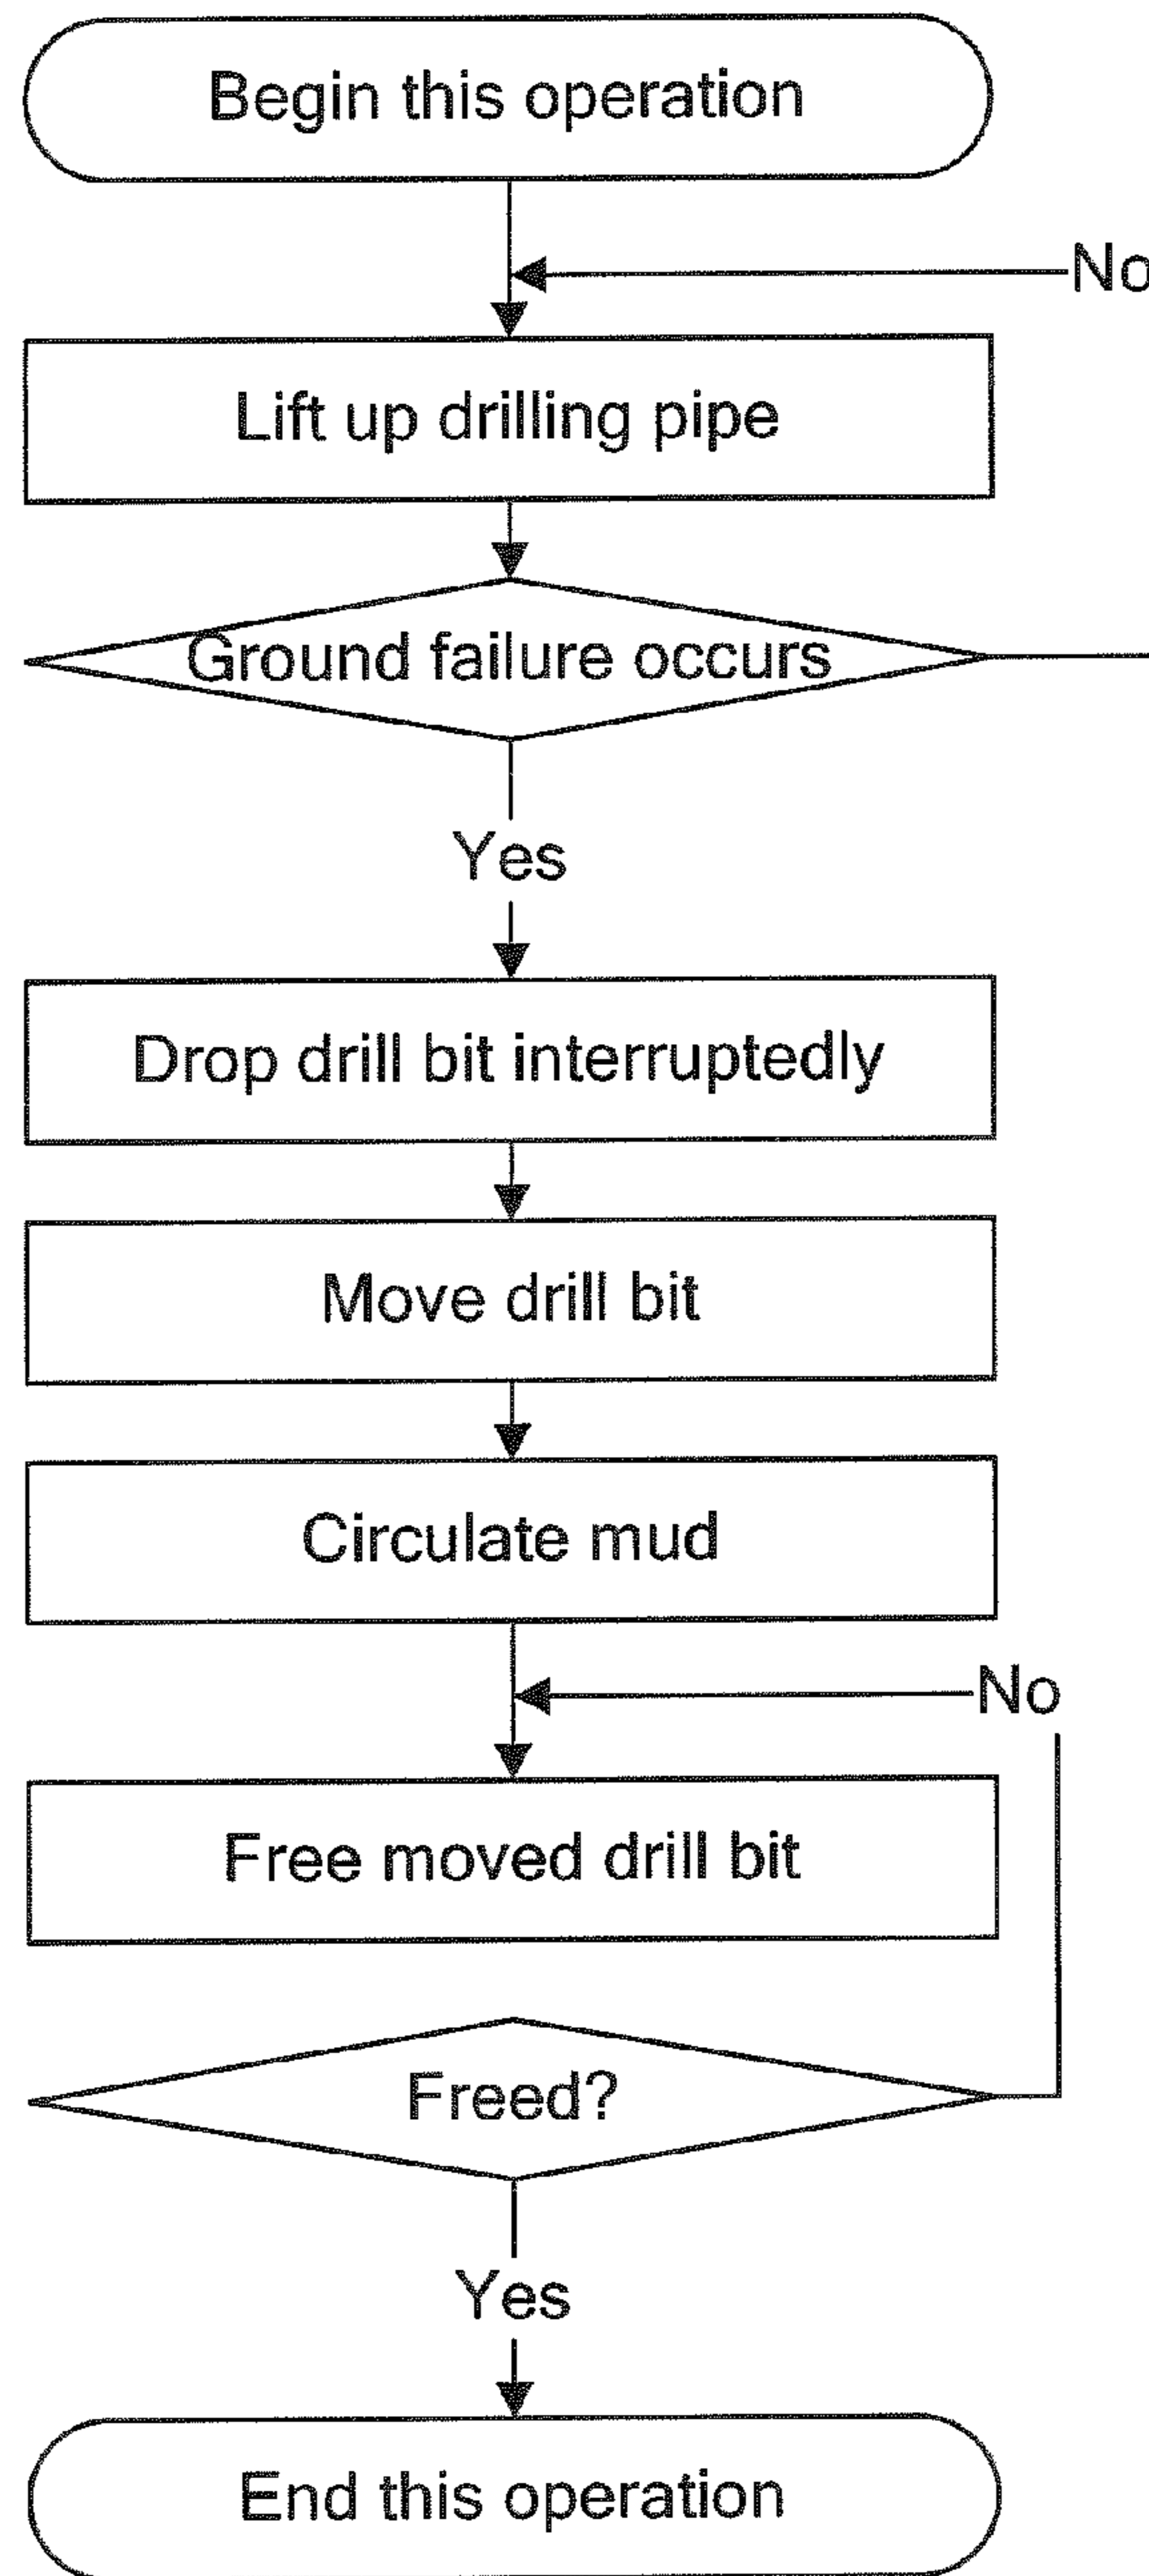 Begin this operation
No
Lift up drilling pipe
Ground failure occurs
Yes
Drop drill bit interruptedly
Move drill bit
Circulate mud
No
Free moved drill bit
Freed?
Yes
End this operation